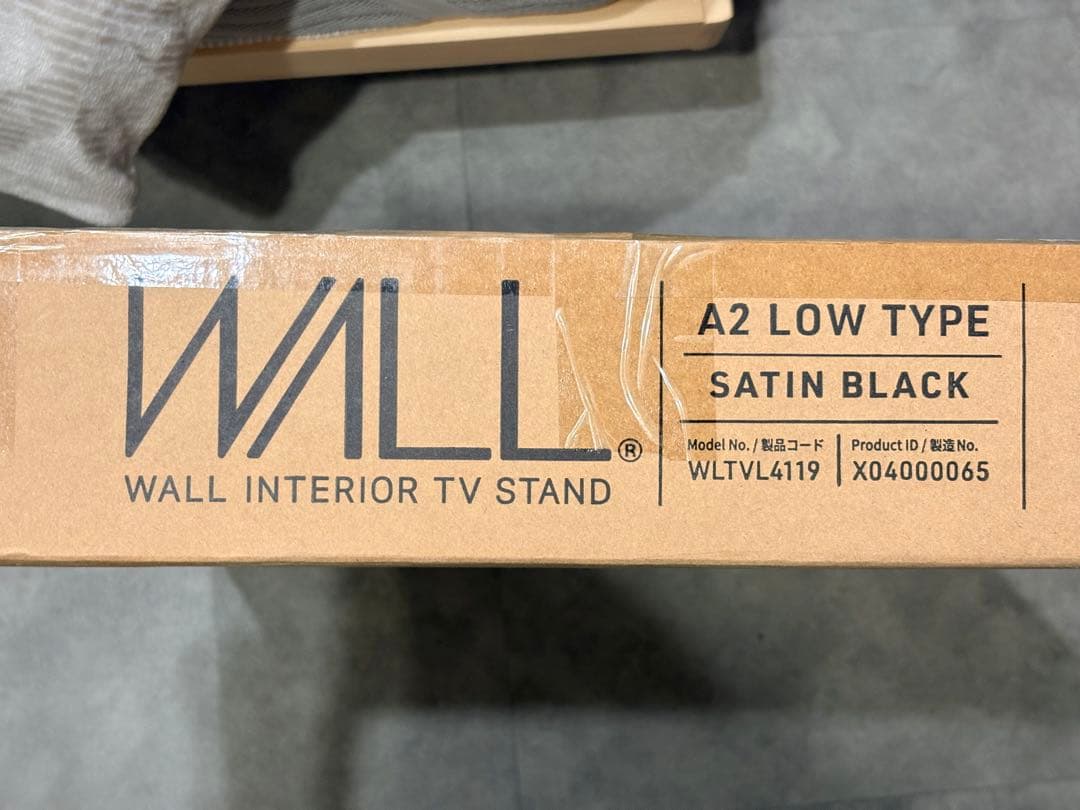 WALL®
WALL INTERIOR TV STAND
A2 LOW TYPE
SATIN BLACK
Model No. / 製品コード
WLTVL4119
Product ID / 製造No.
X04000065